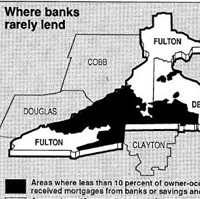 Where banks
rarely lend
FULTON
COBB
DE
DOUGLAS
FULTON
CLAYTON
Areas where less than 10 percent of owner-occ
received mortgages from banks or savings and